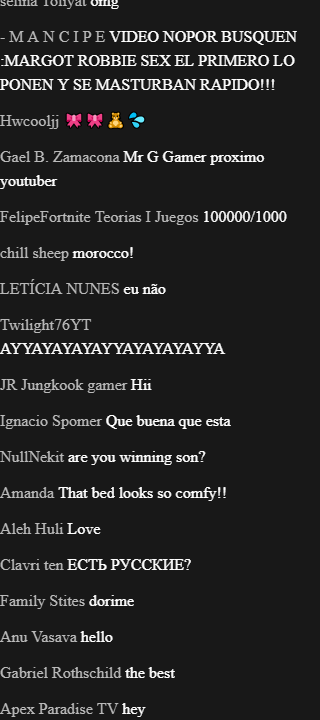 selina Toliyat omg
- M A N C I P E VIDEO NOPOR BUSQUEN
:MARGOT ROBBIE SEX EL PRIMERO LO
PONEN Y SE MASTURBAN RAPIDO!!!
Hwcooljj 🎀🎀🧸💦
Gael B. Zamacona Mr G Gamer proximo
youtuber
FelipeFortnite Teorias I Juegos 100000/1000
chill sheep morocco!
LETÍCIA NUNES eu não
Twilight76YT
AYYAYAYAYAYYAYAYAYAYYA
JR Jungkook gamer Hii
Ignacio Spomer Que buena que esta
NullNekit are you winning son?
Amanda That bed looks so comfy!!
Aleh Huli Love
Clavri ten ЕСТЬ РУССКИЕ?
Family Stites dorime
Anu Vasava hello
Gabriel Rothschild the best
Apex Paradise TV hey